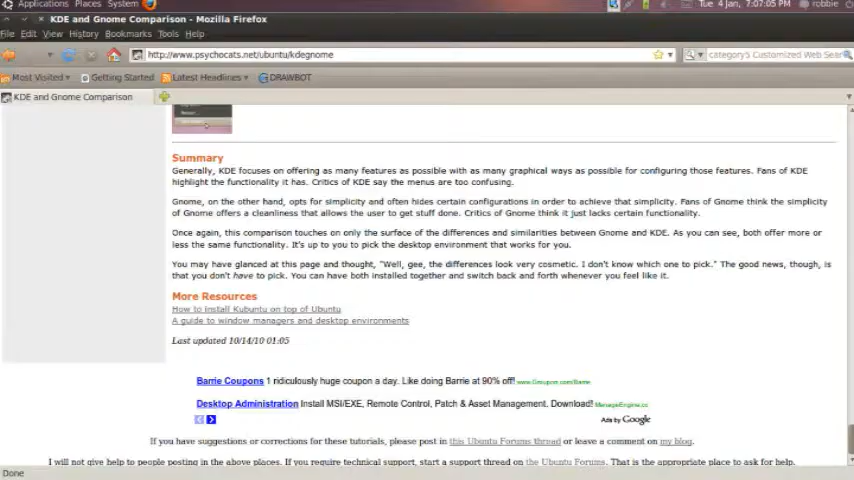 Applications Places System Tue 4 Jan, 7:07:05 PM robbie
KDE and Gnome Comparison - Mozilla Firefox
File Edit View History Bookmarks Tools Help
http://www.psychocats.net/ubuntu/kdegnome category5 Customized Web Sear
Most Visited Getting Started Latest Headlines DRAWBOT
KDE and Gnome Comparison
Summary
Generally, KDE focuses on offering as many features as possible with as many graphical ways as possible for configuring those features. Fans of KDE
highlight the functionality it has. Critics of KDE say the menus are too confusing.
Gnome, on the other hand, opts for simplicity and often hides certain configurations in order to achieve that simplicity. Fans of Gnome think the simplicity
of Gnome offers a cleanliness that allows the user to get stuff done. Critics of Gnome think it just lacks certain functionality.
Once again, this comparison touches on only the surface of the differences and similarities between Gnome and KDE. As you can see, both offer more or
less the same functionality. It's up to you to pick the desktop environment that works for you.
You may have glanced at this page and thought, "Well, gee, the differences look very cosmetic. I don't know which one to pick." The good news, though, is
that you don't have to pick. You can have both installed together and switch back and forth whenever you feel like it.
More Resources
How to install Kubuntu on top of Ubuntu
A guide to window managers and desktop environments
Last updated 10/14/10 01:05
Barrie Coupons 1 ridiculously huge coupon a day. Like doing Barrie at 90% off! www.Groupon.com/Barrie
Desktop Administration Install MSI/EXE, Remote Control, Patch & Asset Management. Download! ManageEngine.cc
Ads by Google
If you have suggestions or corrections for these tutorials, please post in this Ubuntu Forums thread or leave a comment on my blog.
I will not give help to people posting in the above places. If you require technical support, start a support thread on the Ubuntu Forums. That is the appropriate place to ask for help.
Done